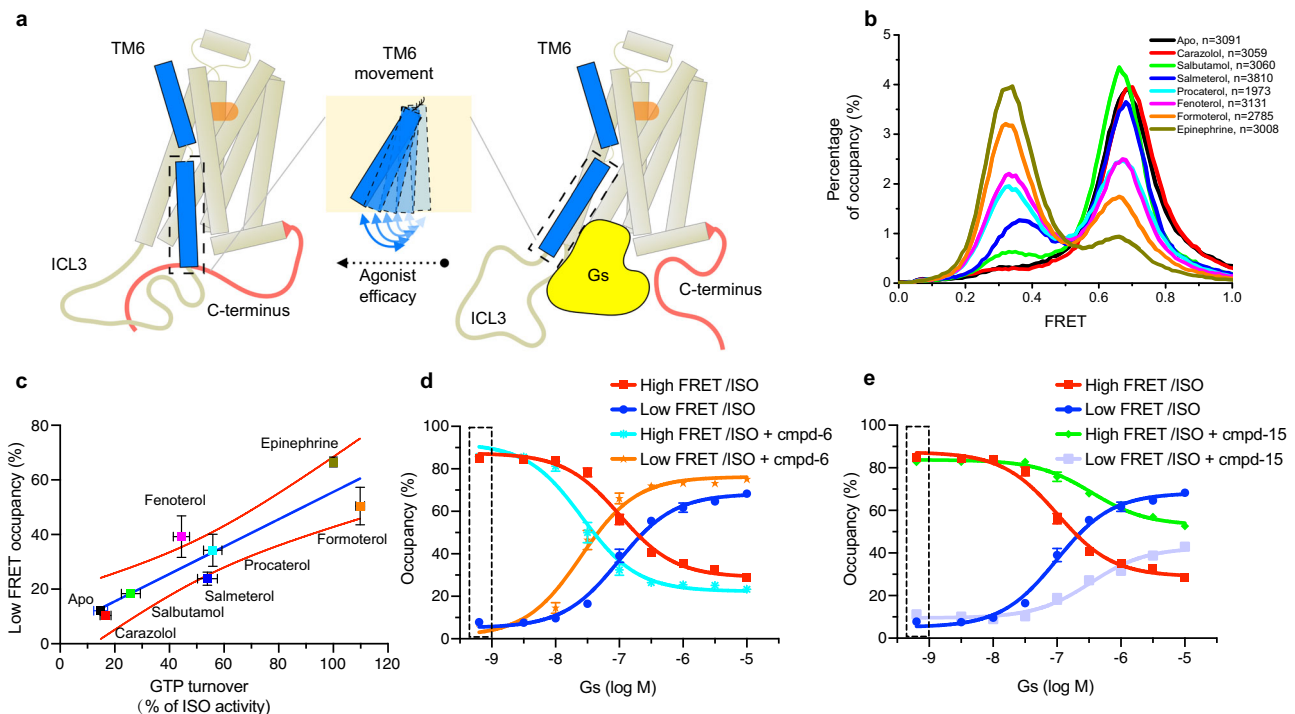 a
TM6
TM6
movement
TM6
ICL3
C-terminus
Agonist
efficacy
Gs
ICL3
C-terminus
b
Percentage
of occupancy (%)
5
4
3
2
1
0
Apo, n=3091
Carazolol, n=3059
Salbutamol, n=3060
Salmeterol, n=3810
Procaterol, n=1973
Fenoterol, n=3131
Formoterol, n=2785
Epinephrine, n=3008
0.0 0.2 0.4 0.6 0.8 1.0
FRET
c
Low FRET occupancy (%)
80
60
40
20
0
Epinephrine
Fenoterol
Formoterol
Procaterol
Apo
Salmeterol
Salbutamol
Carazolol
0 20 40 60 80 100 120
GTP turnover
(% of ISO activity)
d
High FRET /ISO
Low FRET /ISO
High FRET /ISO + cmpd-6
Low FRET /ISO + cmpd-6
Occupancy (%)
100
80
60
40
20
0
-9 -8 -7 -6 -5
Gs (log M)
e
High FRET /ISO
Low FRET /ISO
High FRET /ISO + cmpd-15
Low FRET /ISO + cmpd-15
Occupancy (%)
100
80
60
40
20
0
-9 -8 -7 -6 -5
Gs (log M)